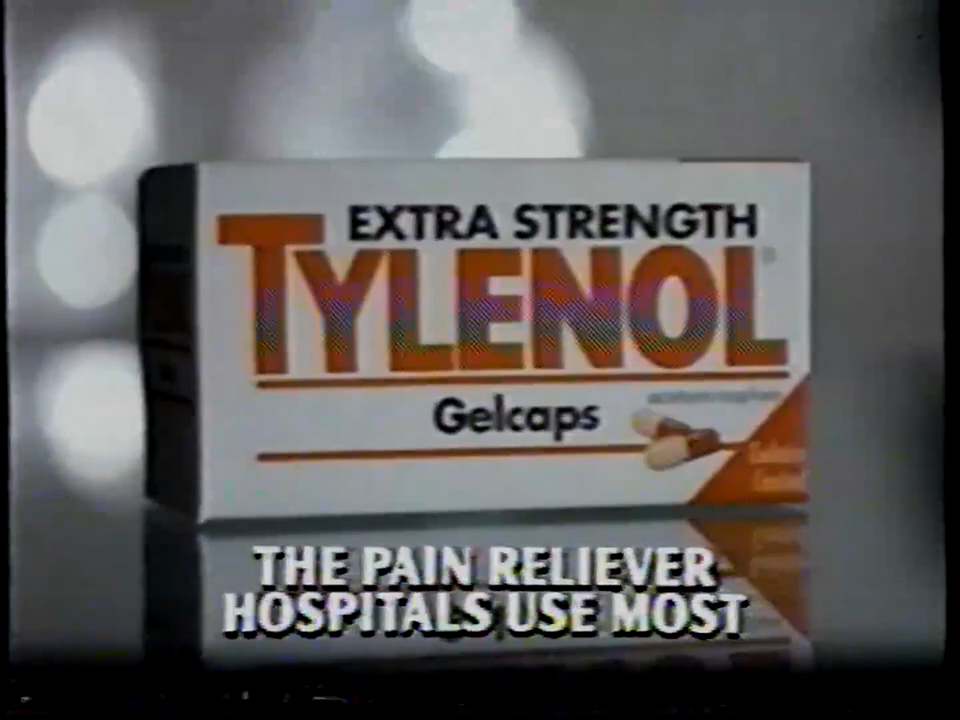 EXTRA STRENGTH
TYLENOL®
Gelcaps
THE PAIN RELIEVER
HOSPITALS USE MOST